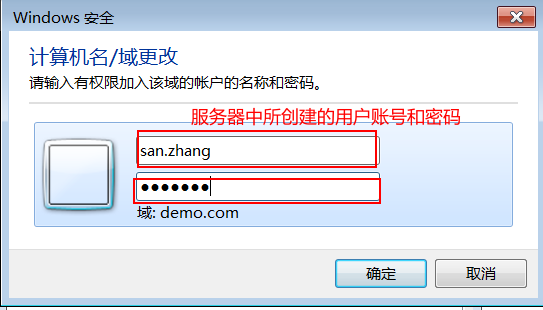 Windows 安全
计算机名/域更改
请输入有权限加入该域的帐户的名称和密码。
服务器中所创建的用户账号和密码
san.zhang
●●●●●●●
域: demo.com
确定
取消